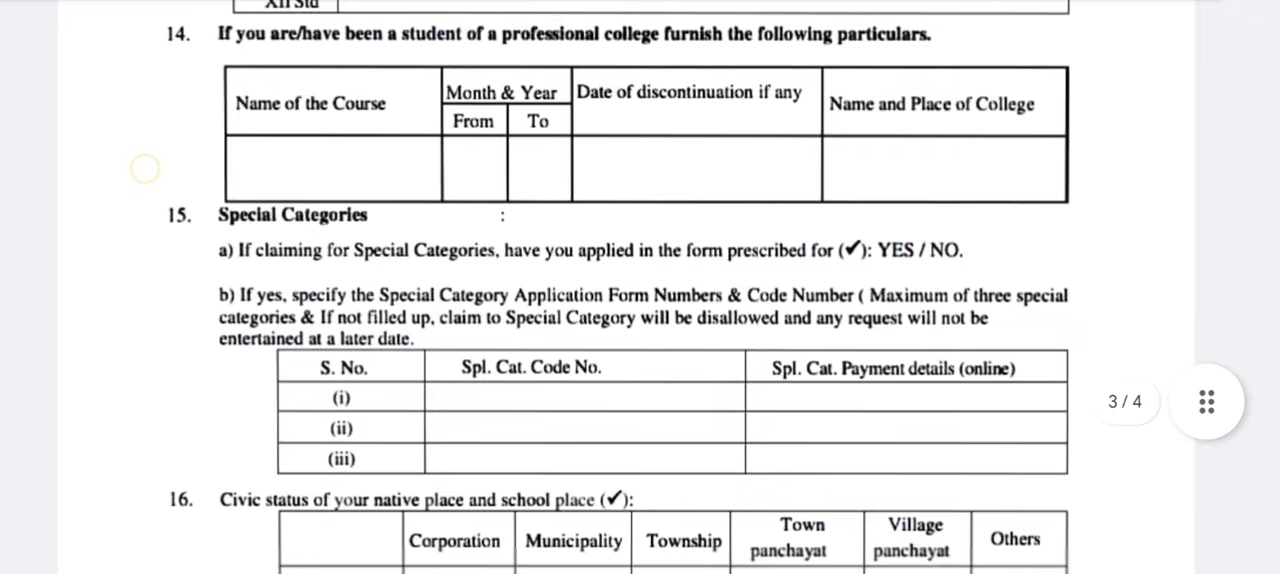 XII Std
14. If you are/have been a student of a professional college furnish the following particulars.
Name of the Course
Month & Year
Date of discontinuation if any
Name and Place of College
From
To
15. Special Categories :
a) If claiming for Special Categories, have you applied in the form prescribed for (✔): YES / NO.
b) If yes, specify the Special Category Application Form Numbers & Code Number ( Maximum of three special
categories & If not filled up, claim to Special Category will be disallowed and any request will not be
entertained at a later date.
S. No.
Spl. Cat. Code No.
Spl. Cat. Payment details (online)
(i)
3 / 4
(ii)
(iii)
16. Civic status of your native place and school place (✔):
Corporation
Municipality
Township
Town
panchayat
Village
panchayat
Others